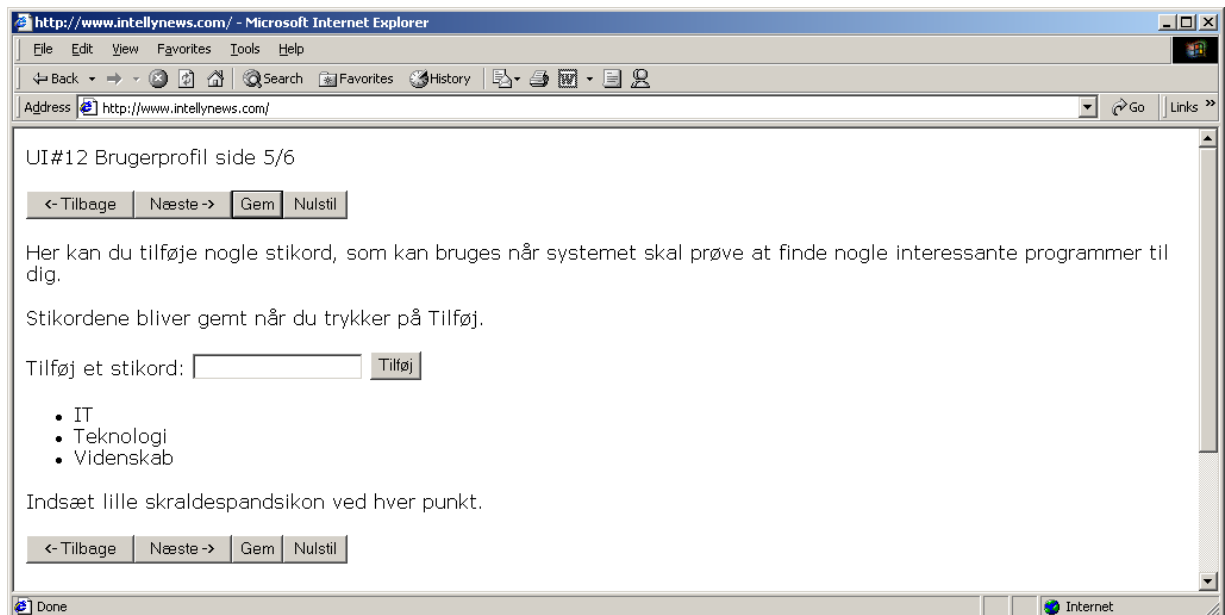 http://www.intellynews.com/ - Microsoft Internet Explorer
File Edit View Favorites Tools Help
Back Search Favorites History
Address http://www.intellynews.com/ Go Links »
UI#12 Brugerprofil side 5/6
<- Tilbage Næste -> Gem Nulstil
Her kan du tilføje nogle stikord, som kan bruges når systemet skal prøve at finde nogle interessante programmer til
dig.
Stikordene bliver gemt når du trykker på Tilføj.
Tilføj et stikord: Tilføj
• IT
• Teknologi
• Videnskab
Indsæt lille skraldespandsikon ved hver punkt.
<- Tilbage Næste -> Gem Nulstil
Done Internet